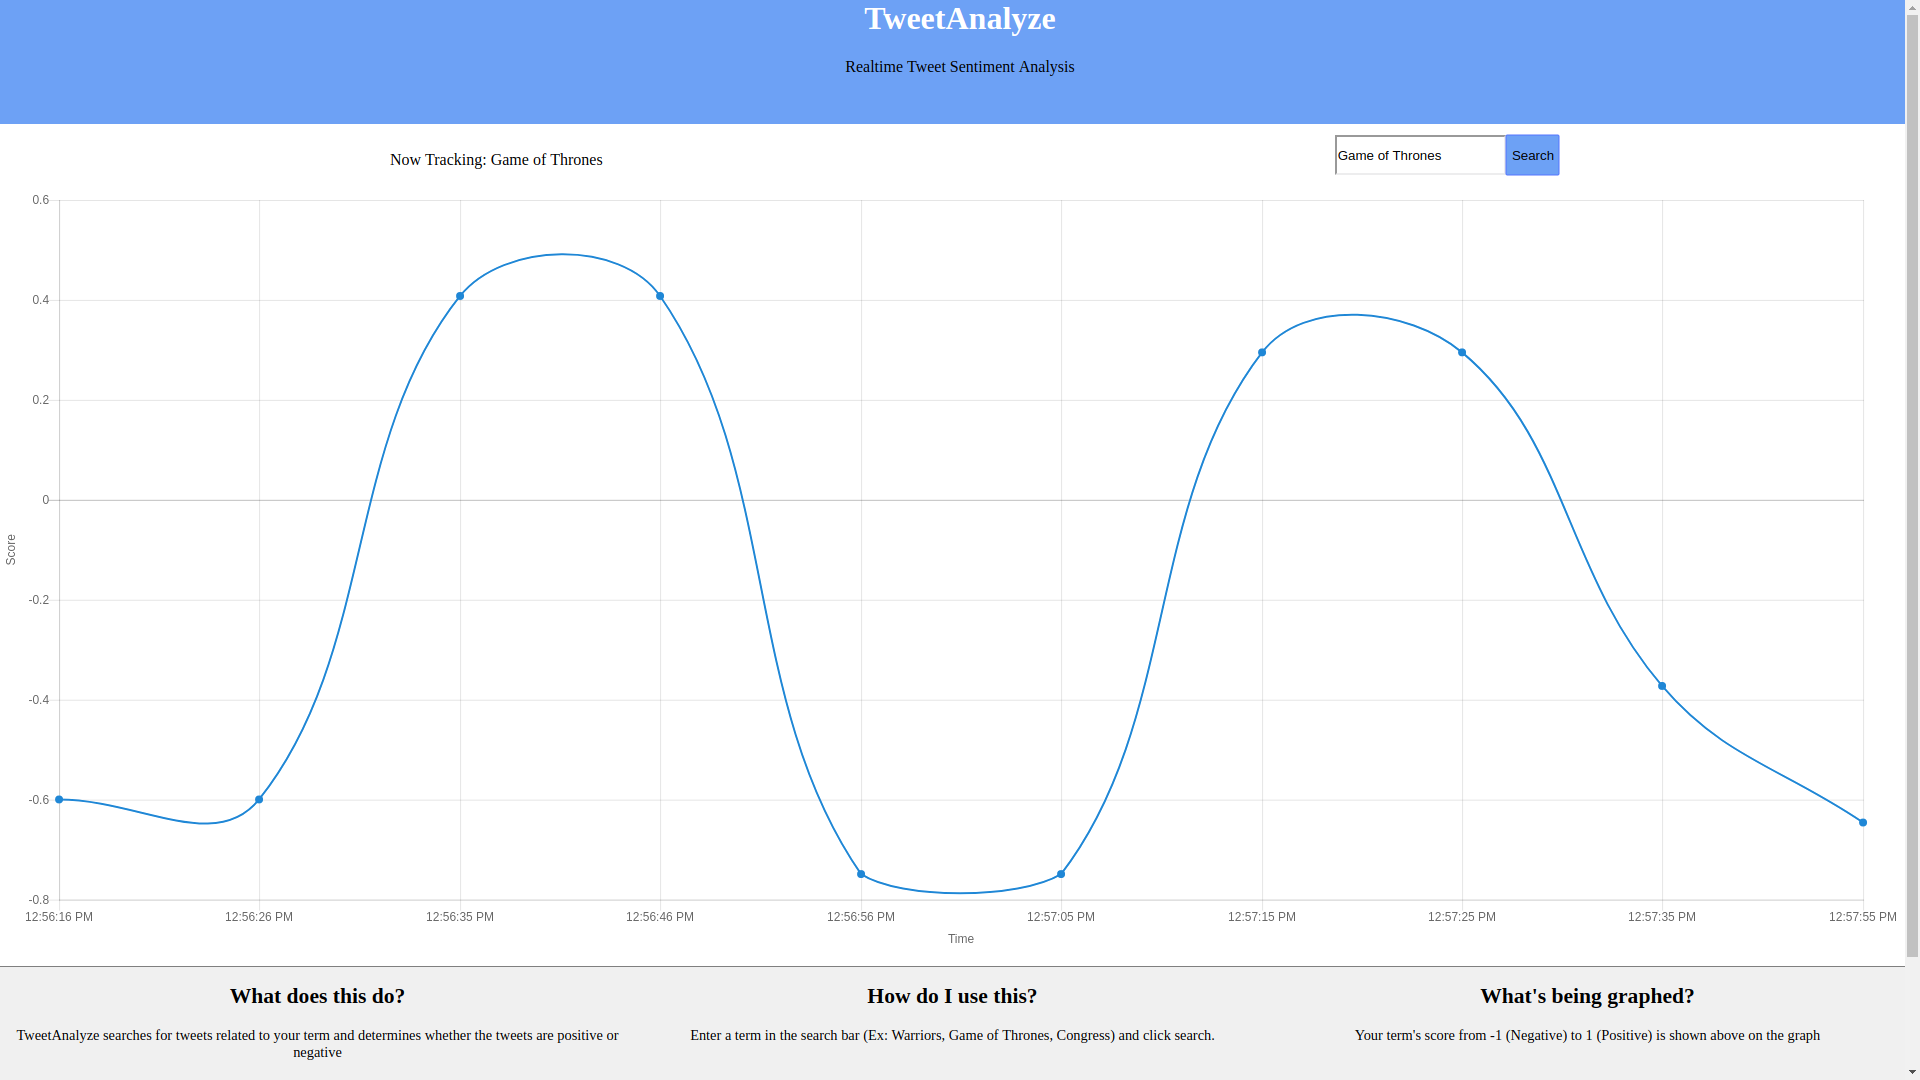 TweetAnalyze
Realtime Tweet Sentiment Analysis
Now Tracking: Game of Thrones
Game of Thrones
Search
0.6
0.4
0.2
0
-0.2
-0.4
-0.6
-0.8
Score
12:56:16 PM
12:56:26 PM
12:56:35 PM
12:56:46 PM
12:56:56 PM
12:57:05 PM
12:57:15 PM
12:57:25 PM
12:57:35 PM
12:57:55 PM
Time
What does this do?
TweetAnalyze searches for tweets related to your term and determines whether the tweets are positive or
negative
How do I use this?
Enter a term in the search bar (Ex: Warriors, Game of Thrones, Congress) and click search.
What's being graphed?
Your term's score from -1 (Negative) to 1 (Positive) is shown above on the graph